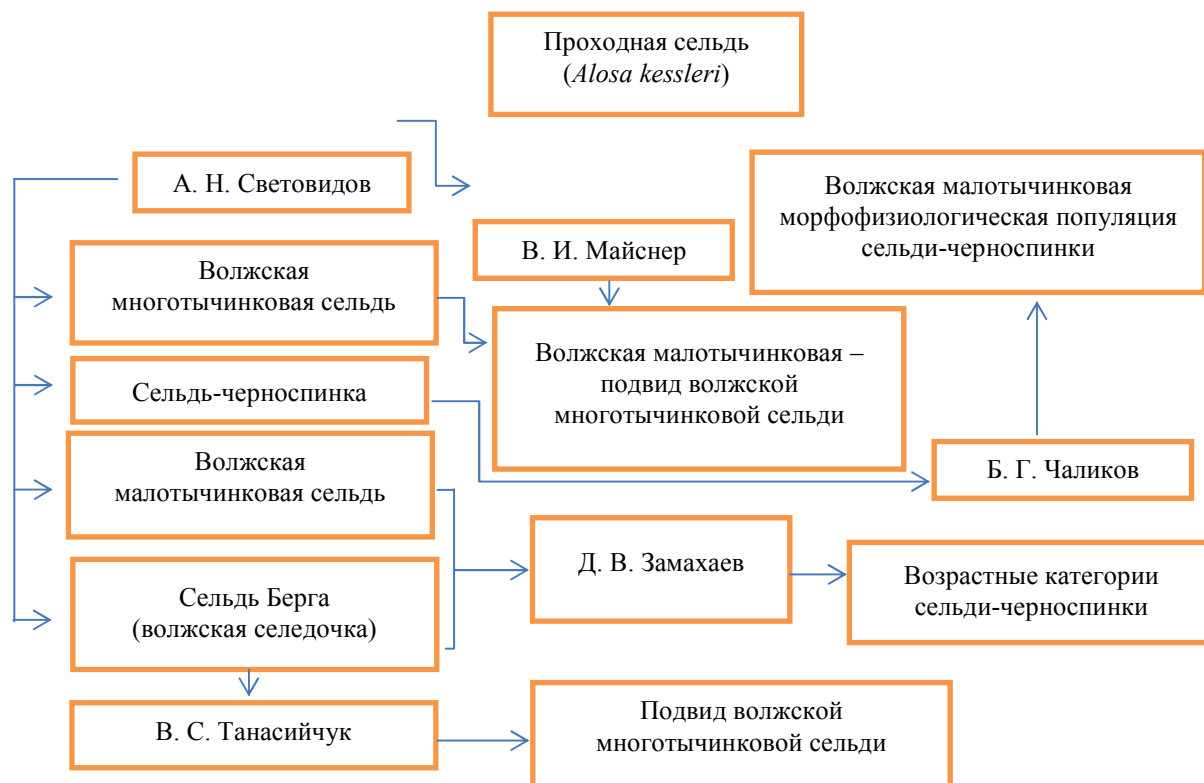 Проходная сельдь
(Alosa kessleri)
А. Н. Световидов
Волжская малотычинковая
морфофизиологическая популяция
сельди-черноспинки
В. И. Майснер
Волжская
многотычинковая сельдь
Волжская малотычинковая –
подвид волжской
многотычинковой сельди
Сельдь-черноспинка
Волжская
малотычинковая сельдь
Б. Г. Чаликов
Д. В. Замахаев
Возрастные категории
сельди-черноспинки
Сельдь Берга
(волжская селедочка)
В. С. Танасийчук
Подвид волжской
многотычинковой сельди